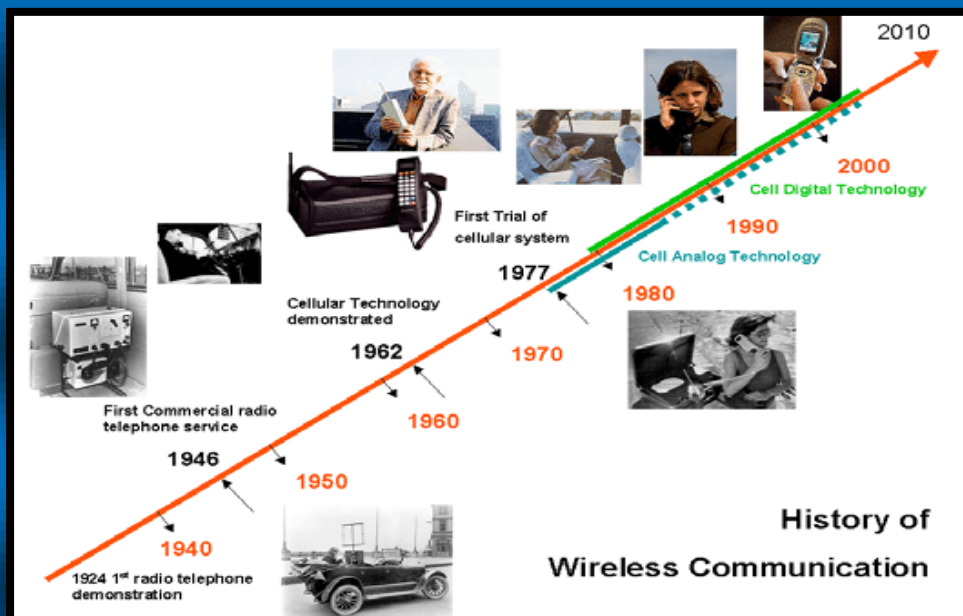 2010
2000
Cell Digital Technology
1990
First Trial of
cellular system
Cell Analog Technology
1977
1980
Cellular Technology
demonstrated
1970
1962
1960
First Commercial radio
telephone service
1946
1950
1940
1924 1st radio telephone
demonstration
History of
Wireless Communication